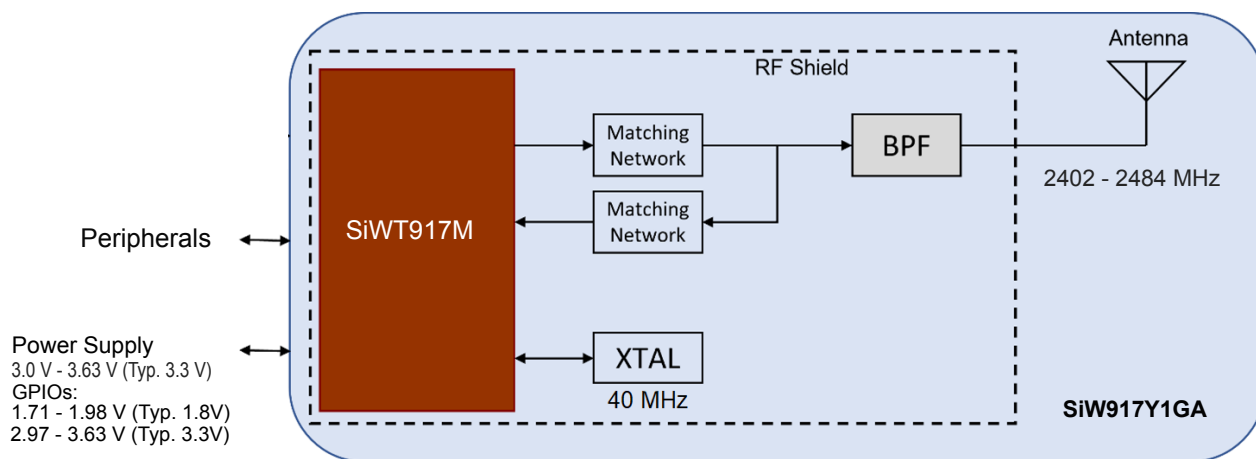 Antenna
RF Shield
Matching
Network
BPF
2402 - 2484 MHz
Matching
Network
SiWT917M
Peripherals
Power Supply
3.0 V - 3.63 V (Typ. 3.3 V)
GPIOs:
1.71 - 1.98 V (Typ. 1.8V)
2.97 - 3.63 V (Typ. 3.3V)
XTAL
40 MHz
SiW917Y1GA